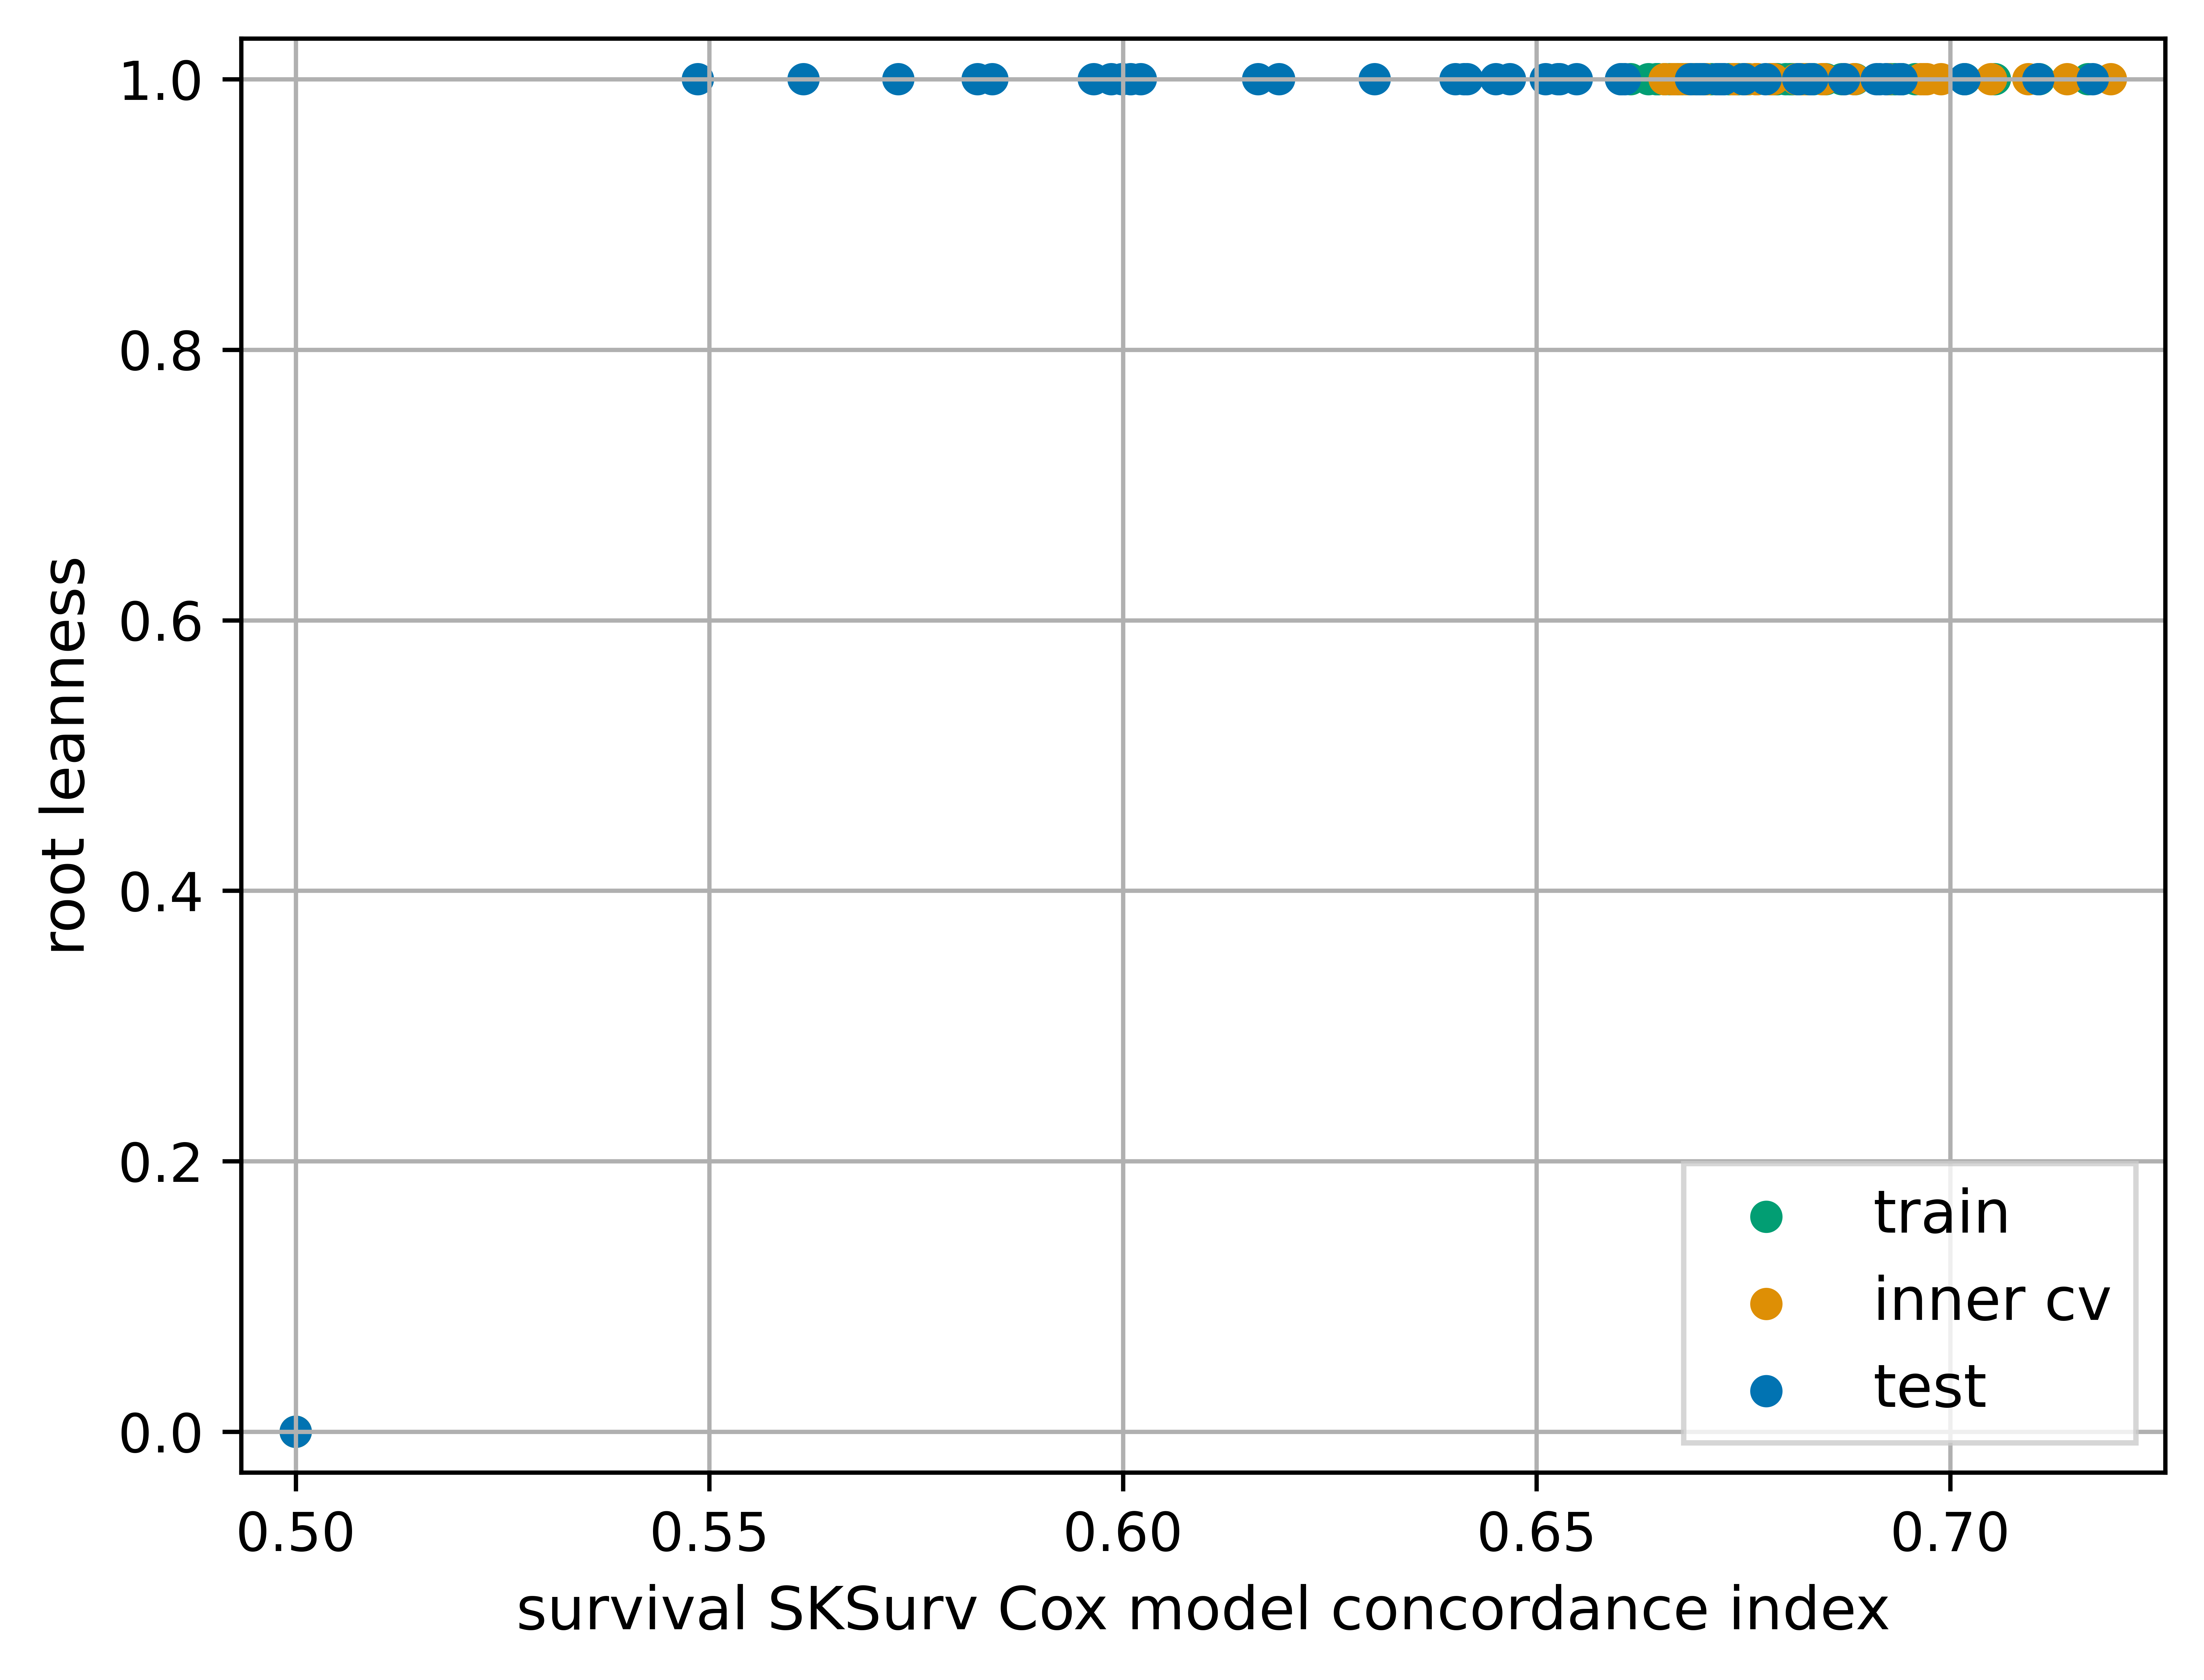 1.0
0.8
0.6
0.4
0.2
0.0
root leanness
train
inner cv
test
0.50 0.55 0.60 0.65 0.70
survival SKSurv Cox model concordance index